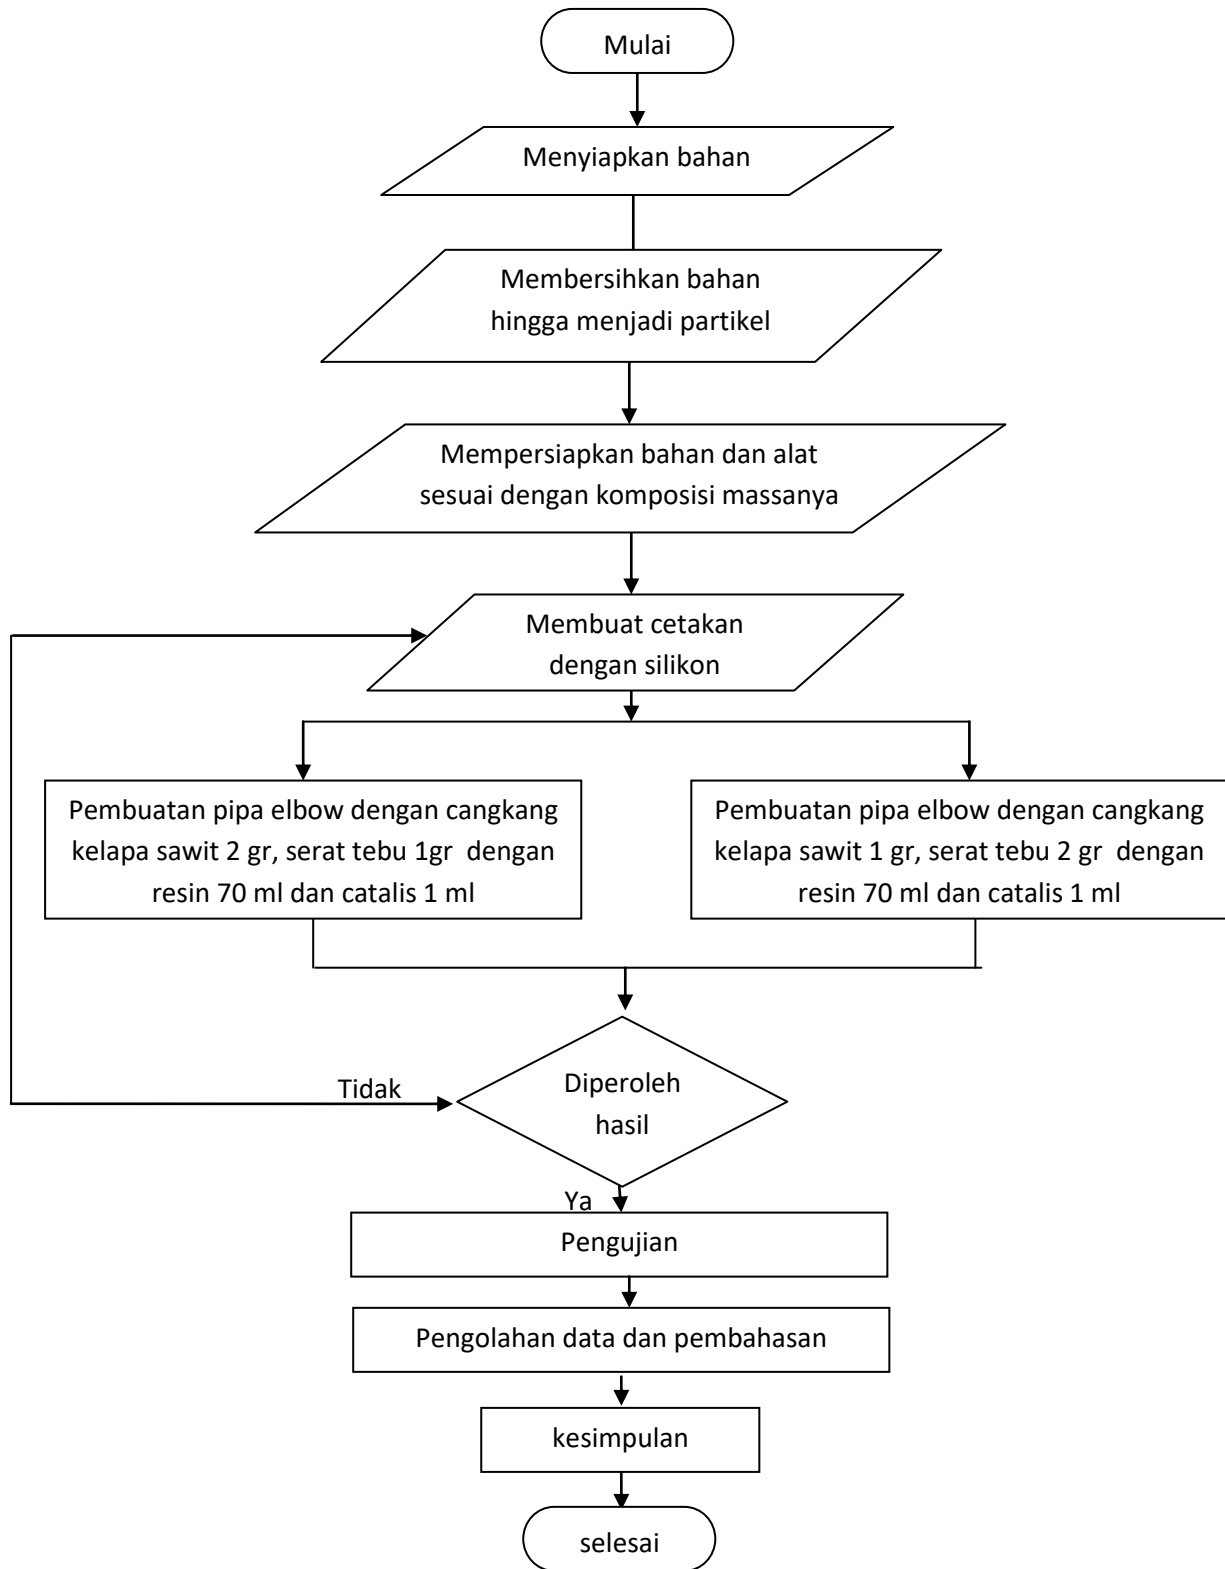 Mulai
Menyiapkan bahan
Membersihkan bahan
hingga menjadi partikel
Mempersiapkan bahan dan alat
sesuai dengan komposisi massanya
Membuat cetakan
dengan silikon
Pembuatan pipa elbow dengan cangkang
kelapa sawit 2 gr, serat tebu 1gr  dengan
resin 70 ml dan catalis 1 ml
Pembuatan pipa elbow dengan cangkang
kelapa sawit 1 gr, serat tebu 2 gr  dengan
resin 70 ml dan catalis 1 ml
Tidak
Diperoleh
hasil
Ya
Pengujian
Pengolahan data dan pembahasan
kesimpulan
selesai